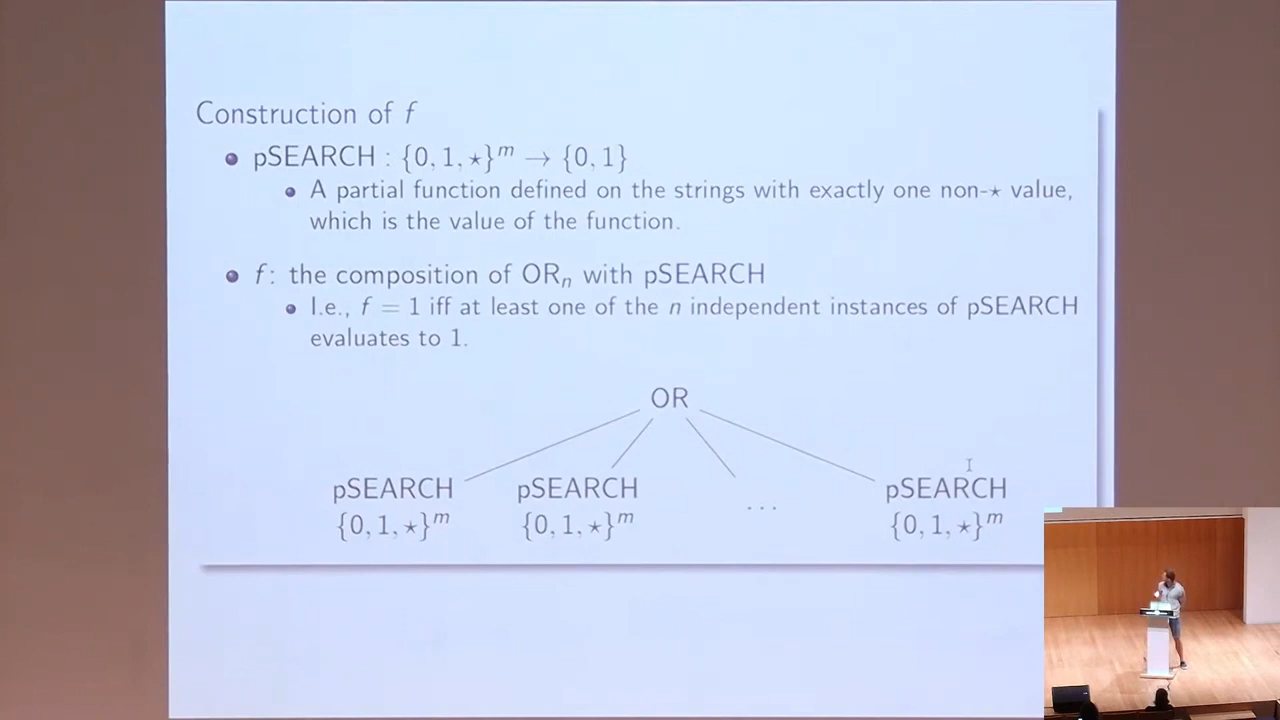 Construction of f
pSEARCH : {0, 1, ⋆}^m → {0, 1}
A partial function defined on the strings with exactly one non-⋆ value,
which is the value of the function.
f: the composition of OR_n with pSEARCH
I.e., f = 1 iff at least one of the n independent instances of pSEARCH
evaluates to 1.
OR
pSEARCH pSEARCH ... pSEARCH
{0, 1, ⋆}^m {0, 1, ⋆}^m {0, 1, ⋆}^m